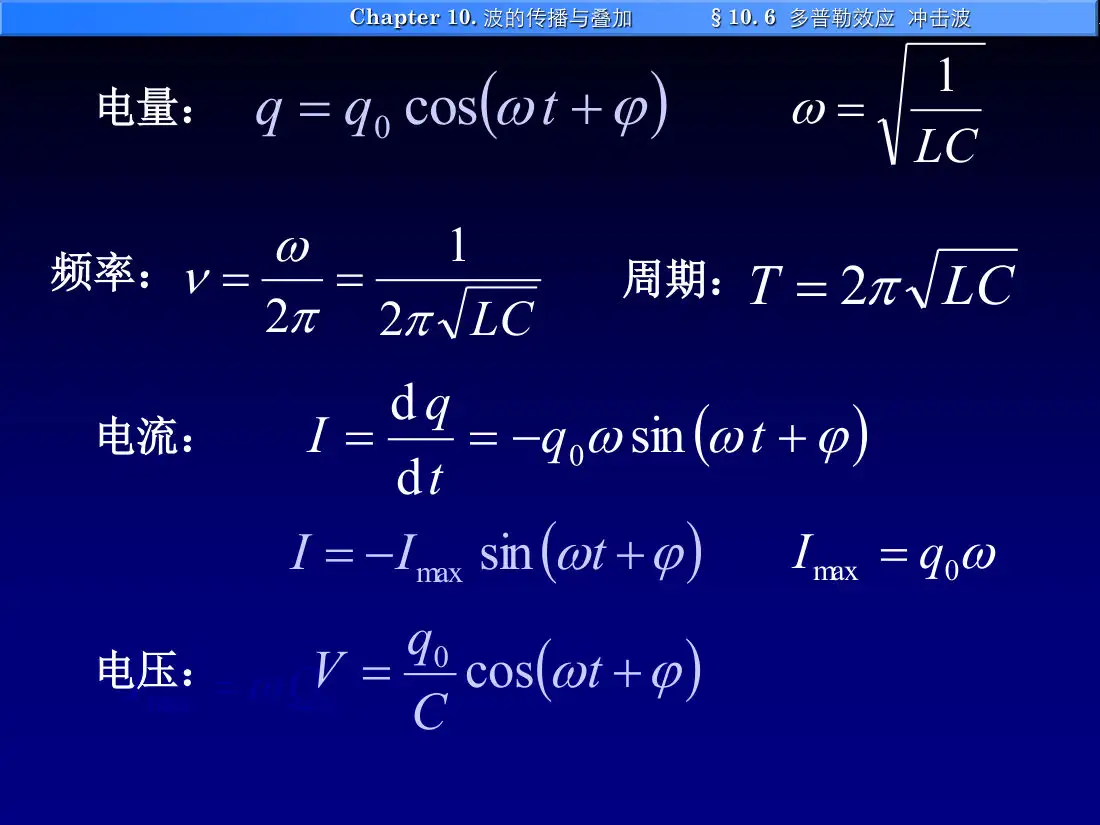 Chapter 10. 波的传播与叠加 §10. 6 多普勒效应 冲击波
电量： q = q₀ cos(ω t + φ) ω = √(1/LC)
频率： ν = ω/2π = 1/2π√LC 周期： T = 2π√LC
电流： I = dq/dt = −q₀ω sin(ω t + φ)
I = −I_max sin(ωt + φ) I_max = q₀ω
电压： V = q₀/C cos(ωt + φ)